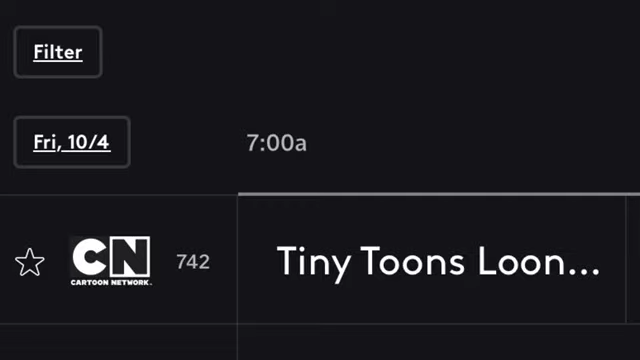 Filter
Fri, 10/4
7:00a
CN
CARTOON NETWORK.
742
Tiny Toons Loon...